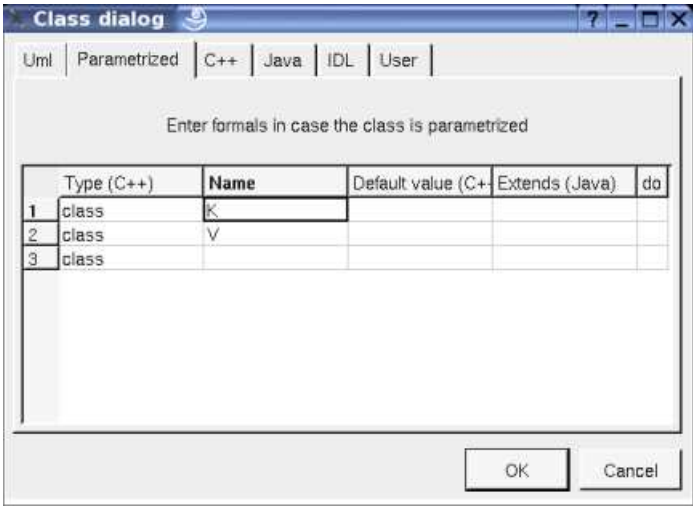 Class dialog ? _ □ X
Uml Parametrized C++ Java IDL User
Enter formals in case the class is parametrized
Type (C++) Name Default value (C+ Extends (Java) do
1 class K
2 class V
3 class
OK Cancel